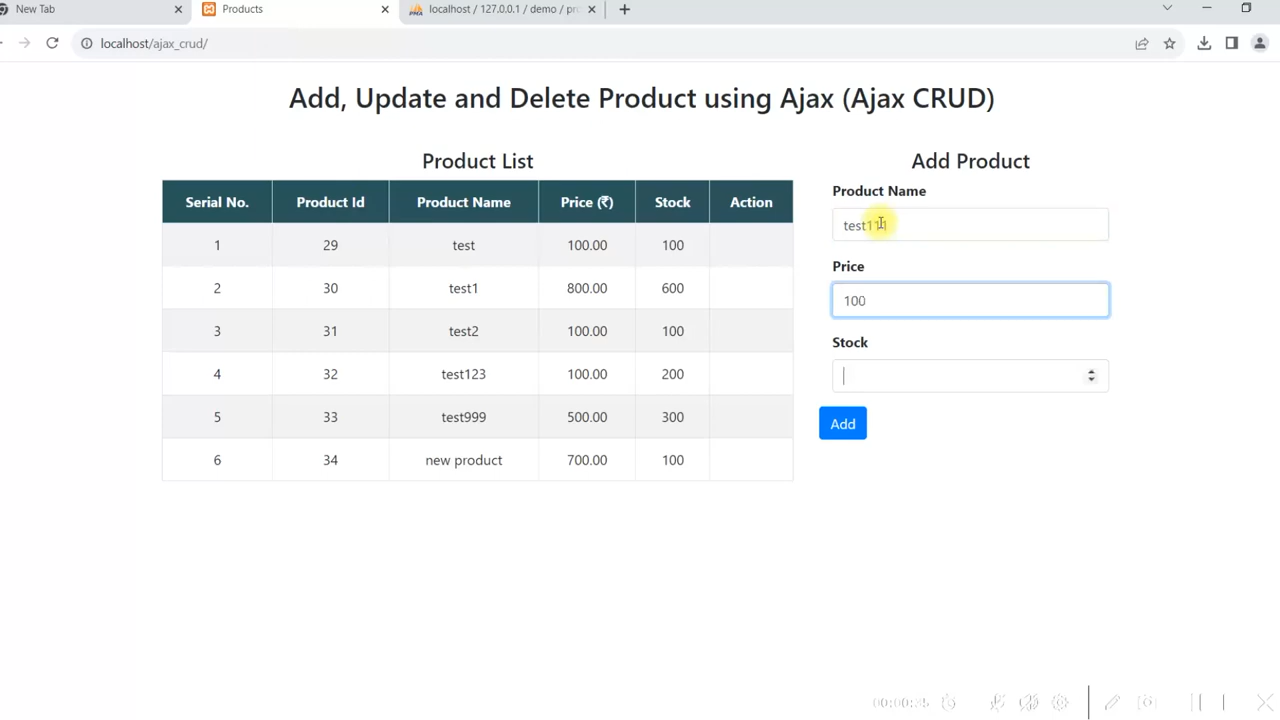 New Tab
Products
localhost / 127.0.0.1 / demo / pro
localhost/ajax_crud/
Add, Update and Delete Product using Ajax (Ajax CRUD)
Product List
Serial No. Product Id Product Name Price (₹) Stock Action
1 29 test 100.00 100
2 30 test1 800.00 600
3 31 test2 100.00 100
4 32 test123 100.00 200
5 33 test999 500.00 300
6 34 new product 700.00 100
Add Product
Product Name
test111
Price
100
Stock
Add